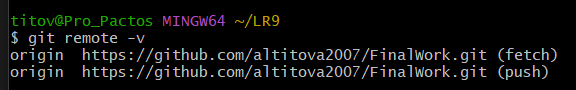 titov@Pro_Pactos MINGW64 ~/LR9
$ git remote -v
origin  https://github.com/altitova2007/FinalWork.git (fetch)
origin  https://github.com/altitova2007/FinalWork.git (push)